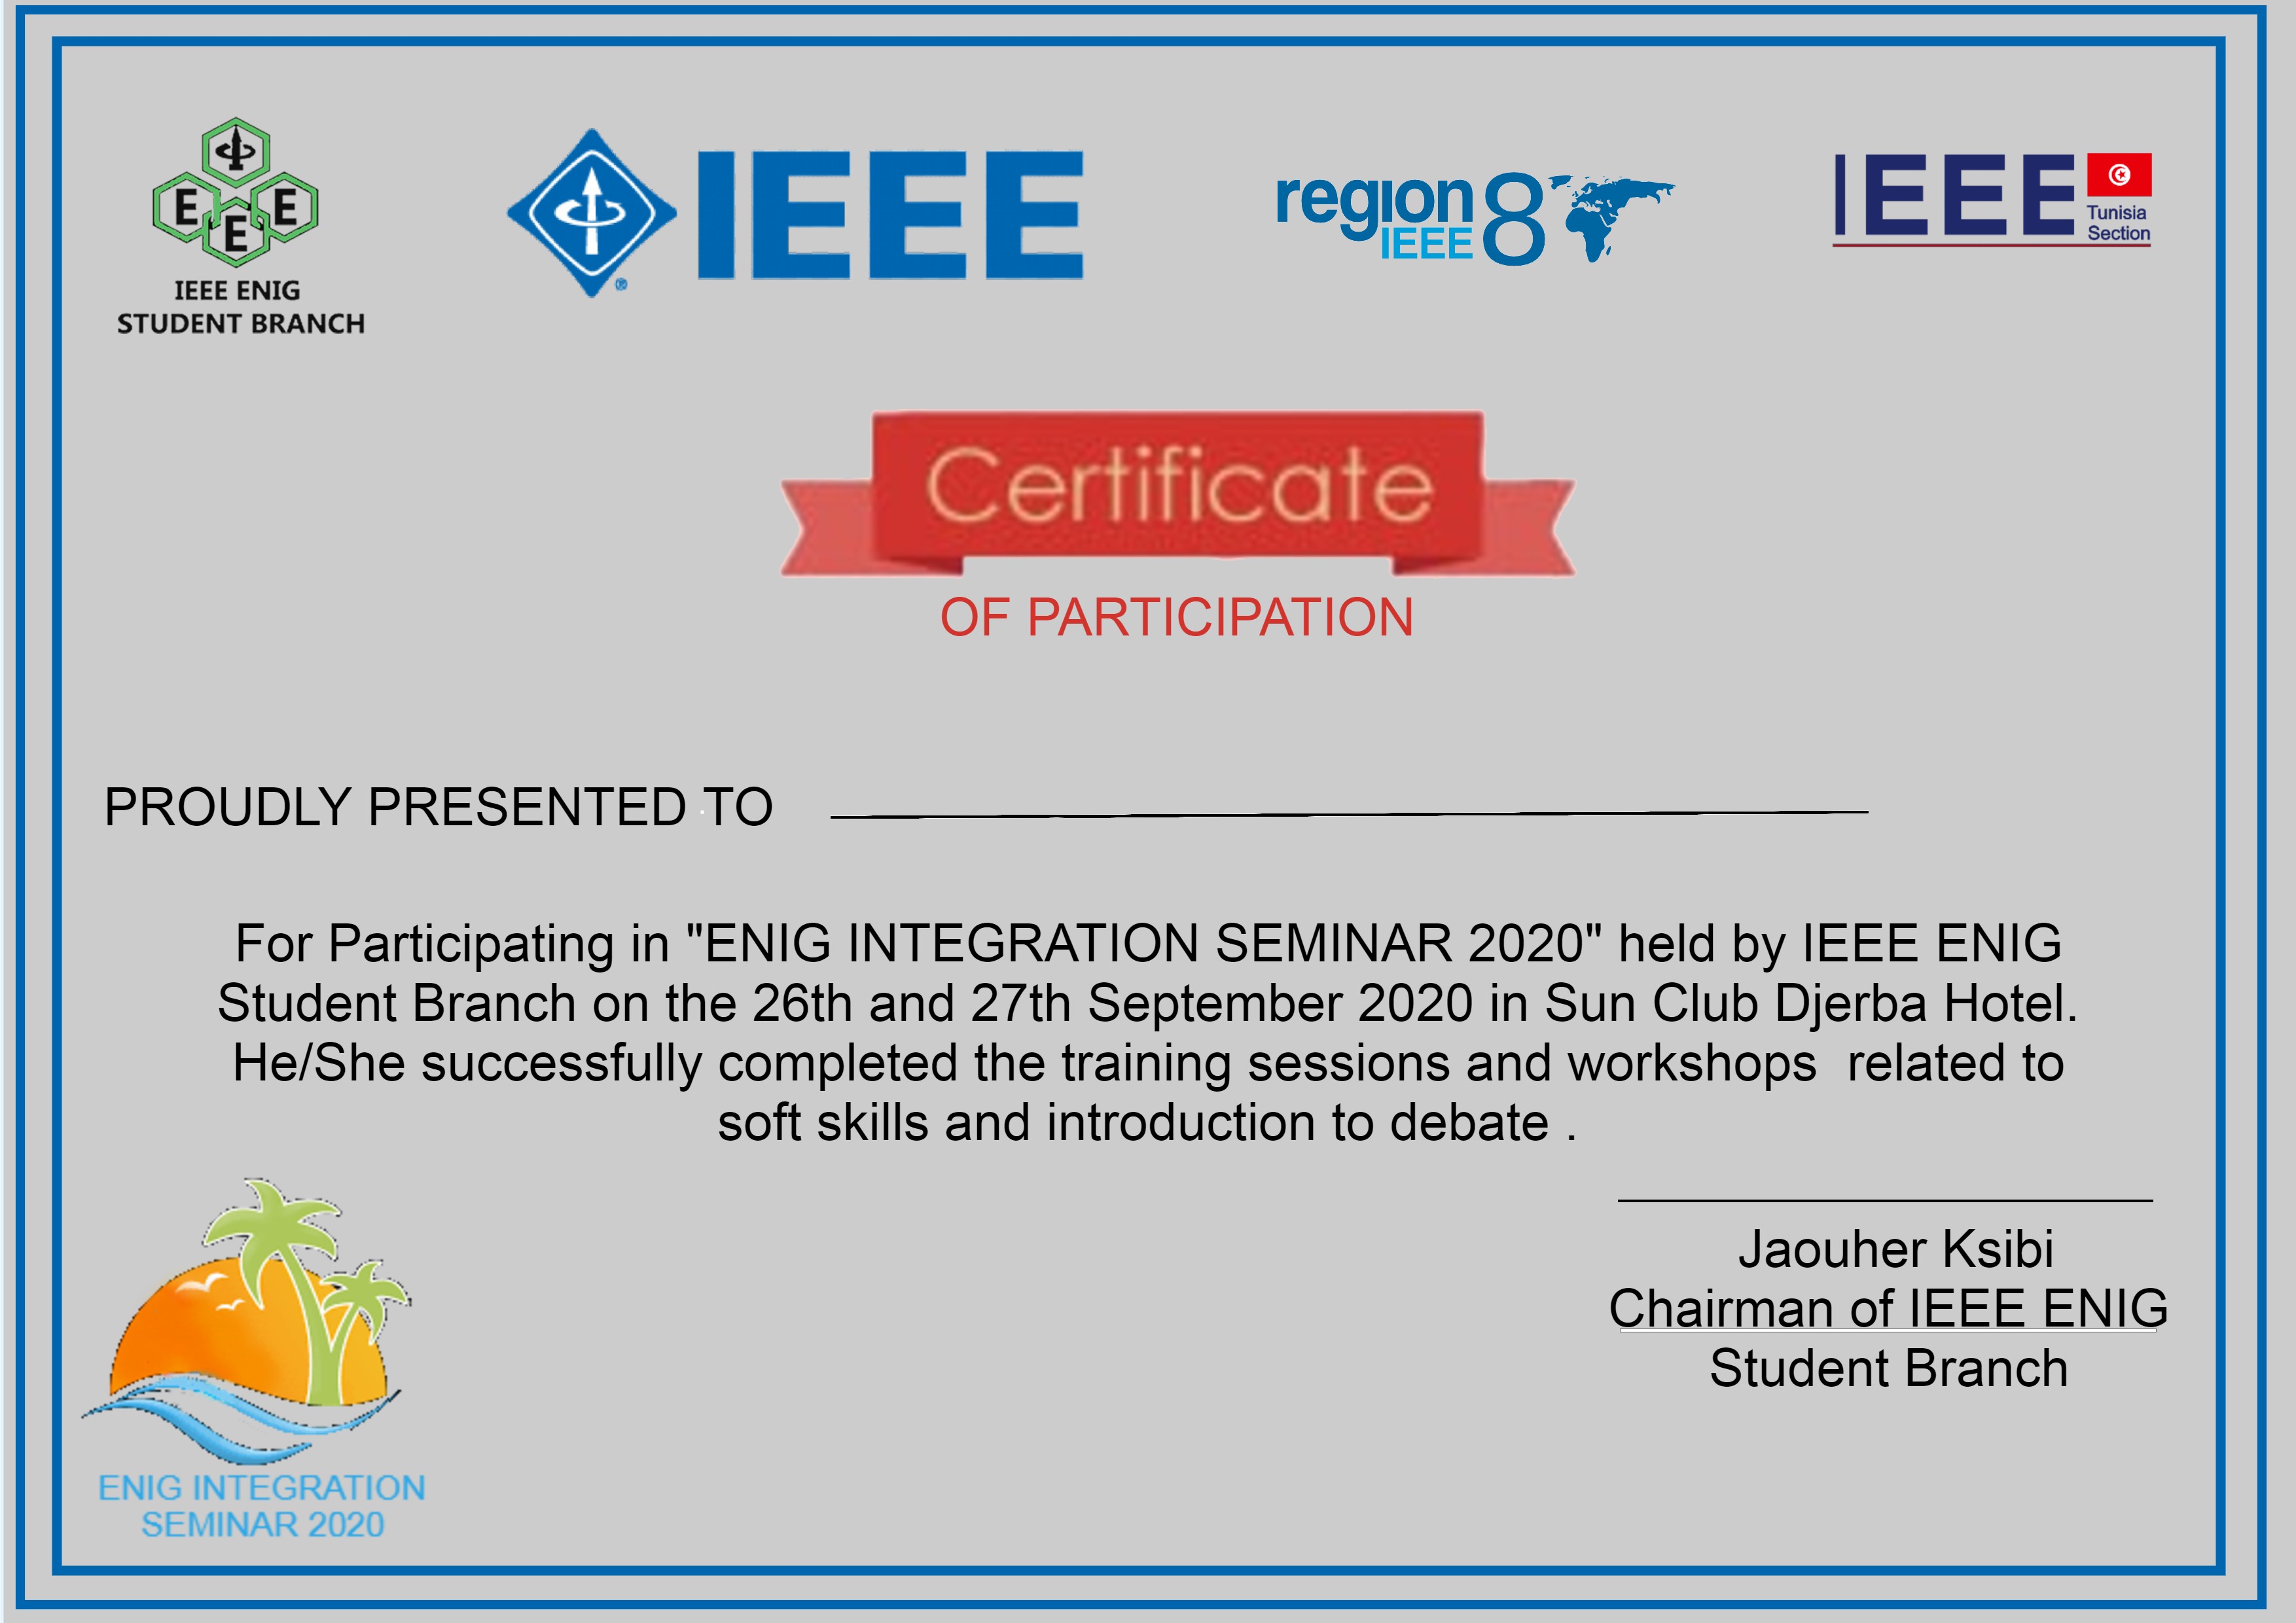 I
E E
E
IEEE ENIG
STUDENT BRANCH
IEEE
®
region
IEEE 8
IEEE
Tunisia
Section
Certificate
OF PARTICIPATION
PROUDLY PRESENTED TO
For Participating in "ENIG INTEGRATION SEMINAR 2020" held by IEEE ENIG
Student Branch on the 26th and 27th September 2020 in Sun Club Djerba Hotel.
He/She successfully completed the training sessions and workshops  related to
soft skills and introduction to debate .
Jaouher Ksibi
Chairman of IEEE ENIG
Student Branch
ENIG INTEGRATION
SEMINAR 2020